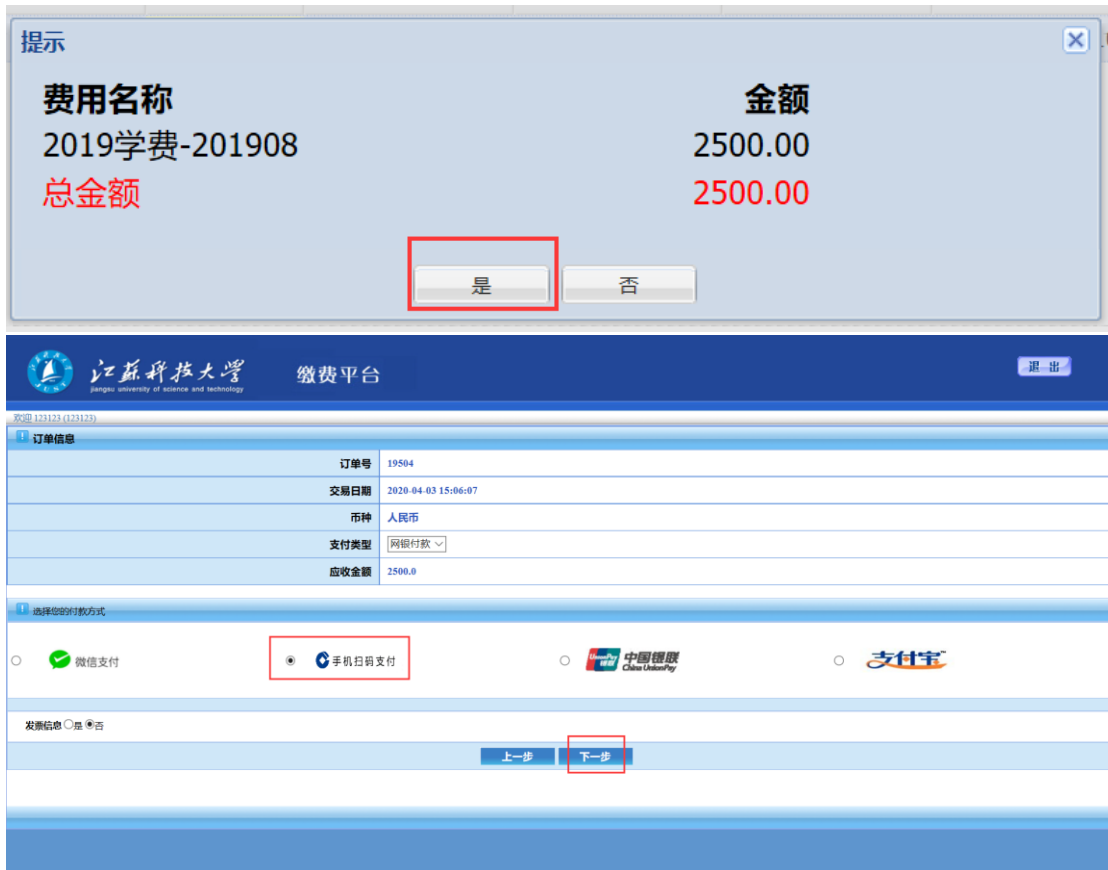 提示
费用名称 金额
2019学费-201908 2500.00
总金额 2500.00
是 否
江苏科技大学 缴费平台 退出
jiangsu university of science and technology
欢迎 123123 (123123)
订单信息
订单号 19504
交易日期 2020-04-03 15:06:07
币种 人民币
支付类型 网银付款
应收金额 2500.0
选择您的付款方式
微信支付 手机扫码支付 UnionPay 银联 中国银联 支付宝
China UnionPay
发票信息 是 否
上一步 下一步